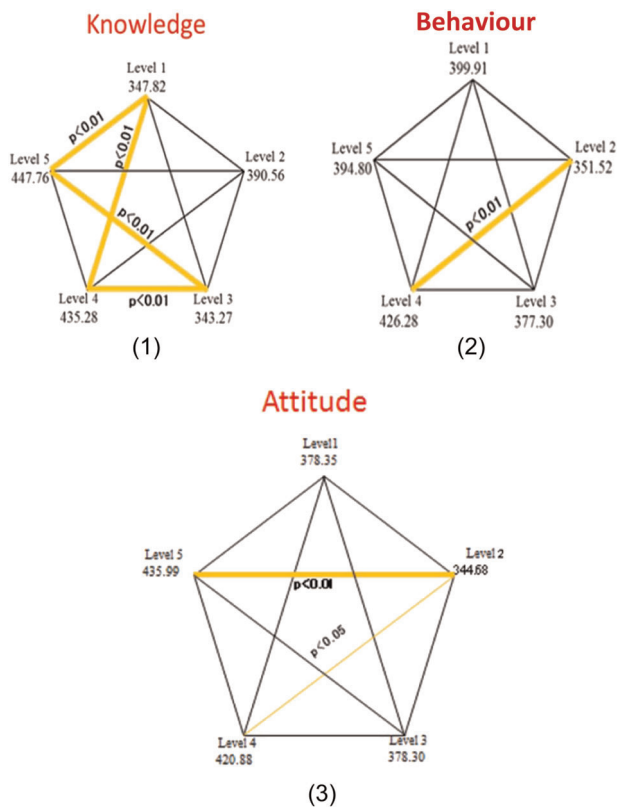 Knowledge
Level 1
347.82
p<0.01
p<0.01
Level 5
447.76
Level 2
390.56
p<0.01
Level 4
435.28
p<0.01
Level 3
343.27
(1)
Behaviour
Level 1
399.91
Level 5
394.80
Level 2
351.52
p<0.01
Level 4
426.28
Level 3
377.30
(2)
Attitude
Level1
378.35
Level 5
435.99
Level 2
344.68
p<0.01
p<0.05
Level 4
420.88
Level 3
378.30
(3)